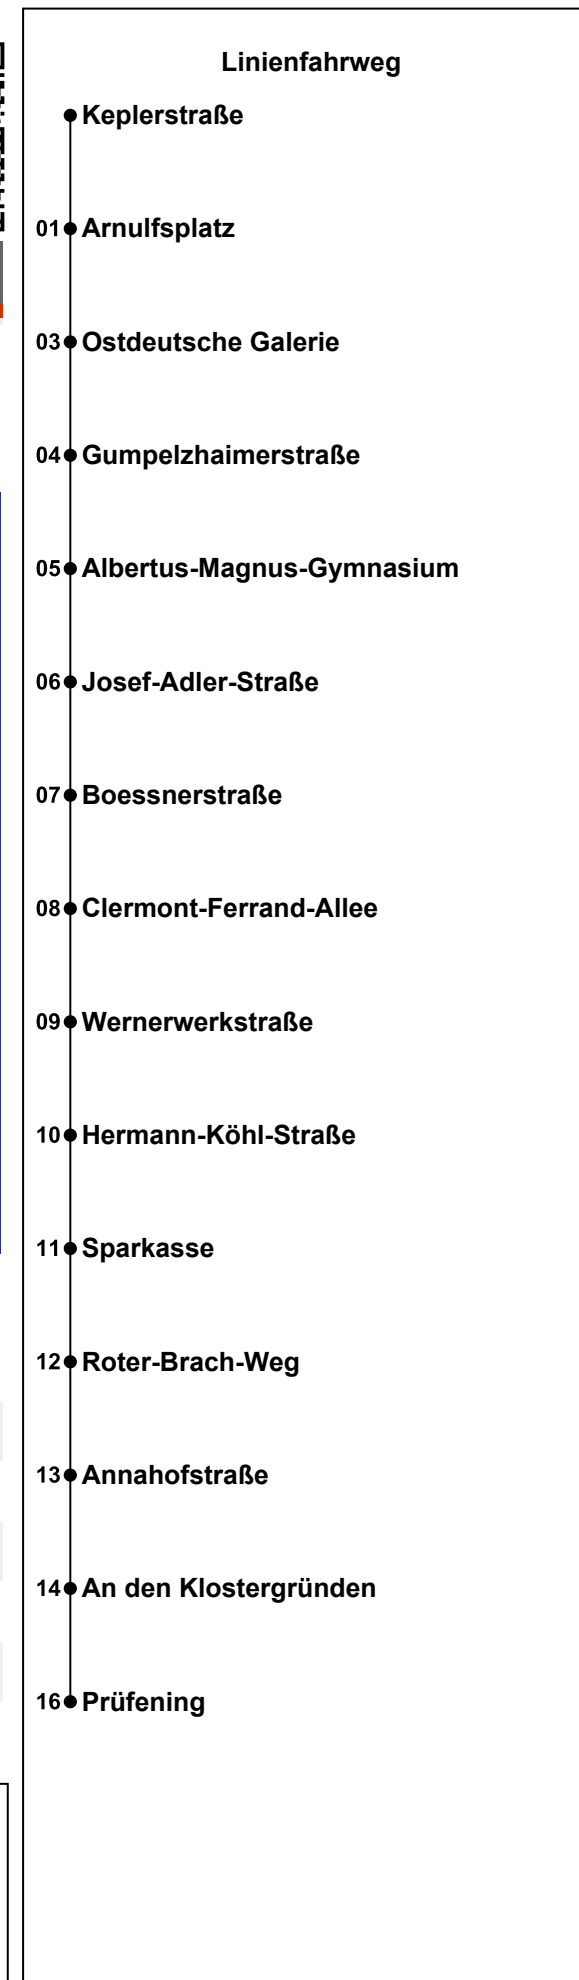 Linienfahrweg
Keplerstraße
01 Arnulfsplatz
03 Ostdeutsche Galerie
04 Gumpelzhaimerstraße
05 Albertus-Magnus-Gymnasium
06 Josef-Adler-Straße
07 Boessnerstraße
08 Clermont-Ferrand-Allee
09 Wernerwerkstraße
10 Hermann-Köhl-Straße
11 Sparkasse
12 Roter-Brach-Weg
13 Annahofstraße
14 An den Klostergründen
16 Prüfening